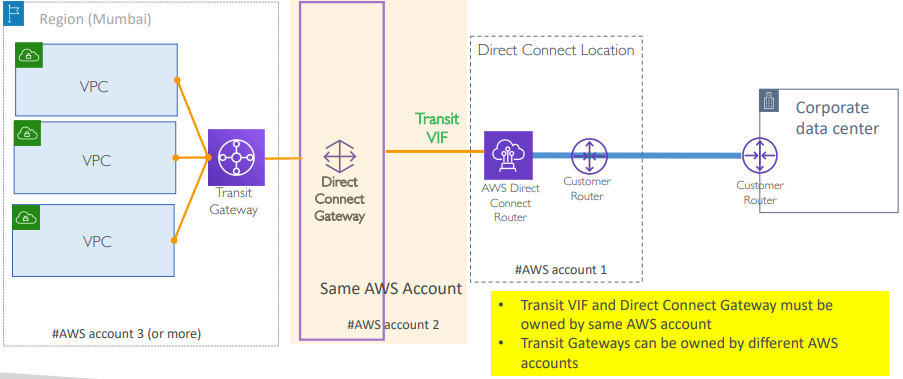 Region (Mumbai)
VPC
VPC
VPC
Transit
Gateway
#AWS account 3 (or more)
Direct
Connect
Gateway
Transit
VIF
Same AWS Account
#AWS account 2
Direct Connect Location
AWS Direct
Connect
Router
Customer
Router
#AWS account 1
Corporate
data center
Customer
Router
• Transit VIF and Direct Connect Gateway must be
owned by same AWS account
• Transit Gateways can be owned by different AWS
accounts